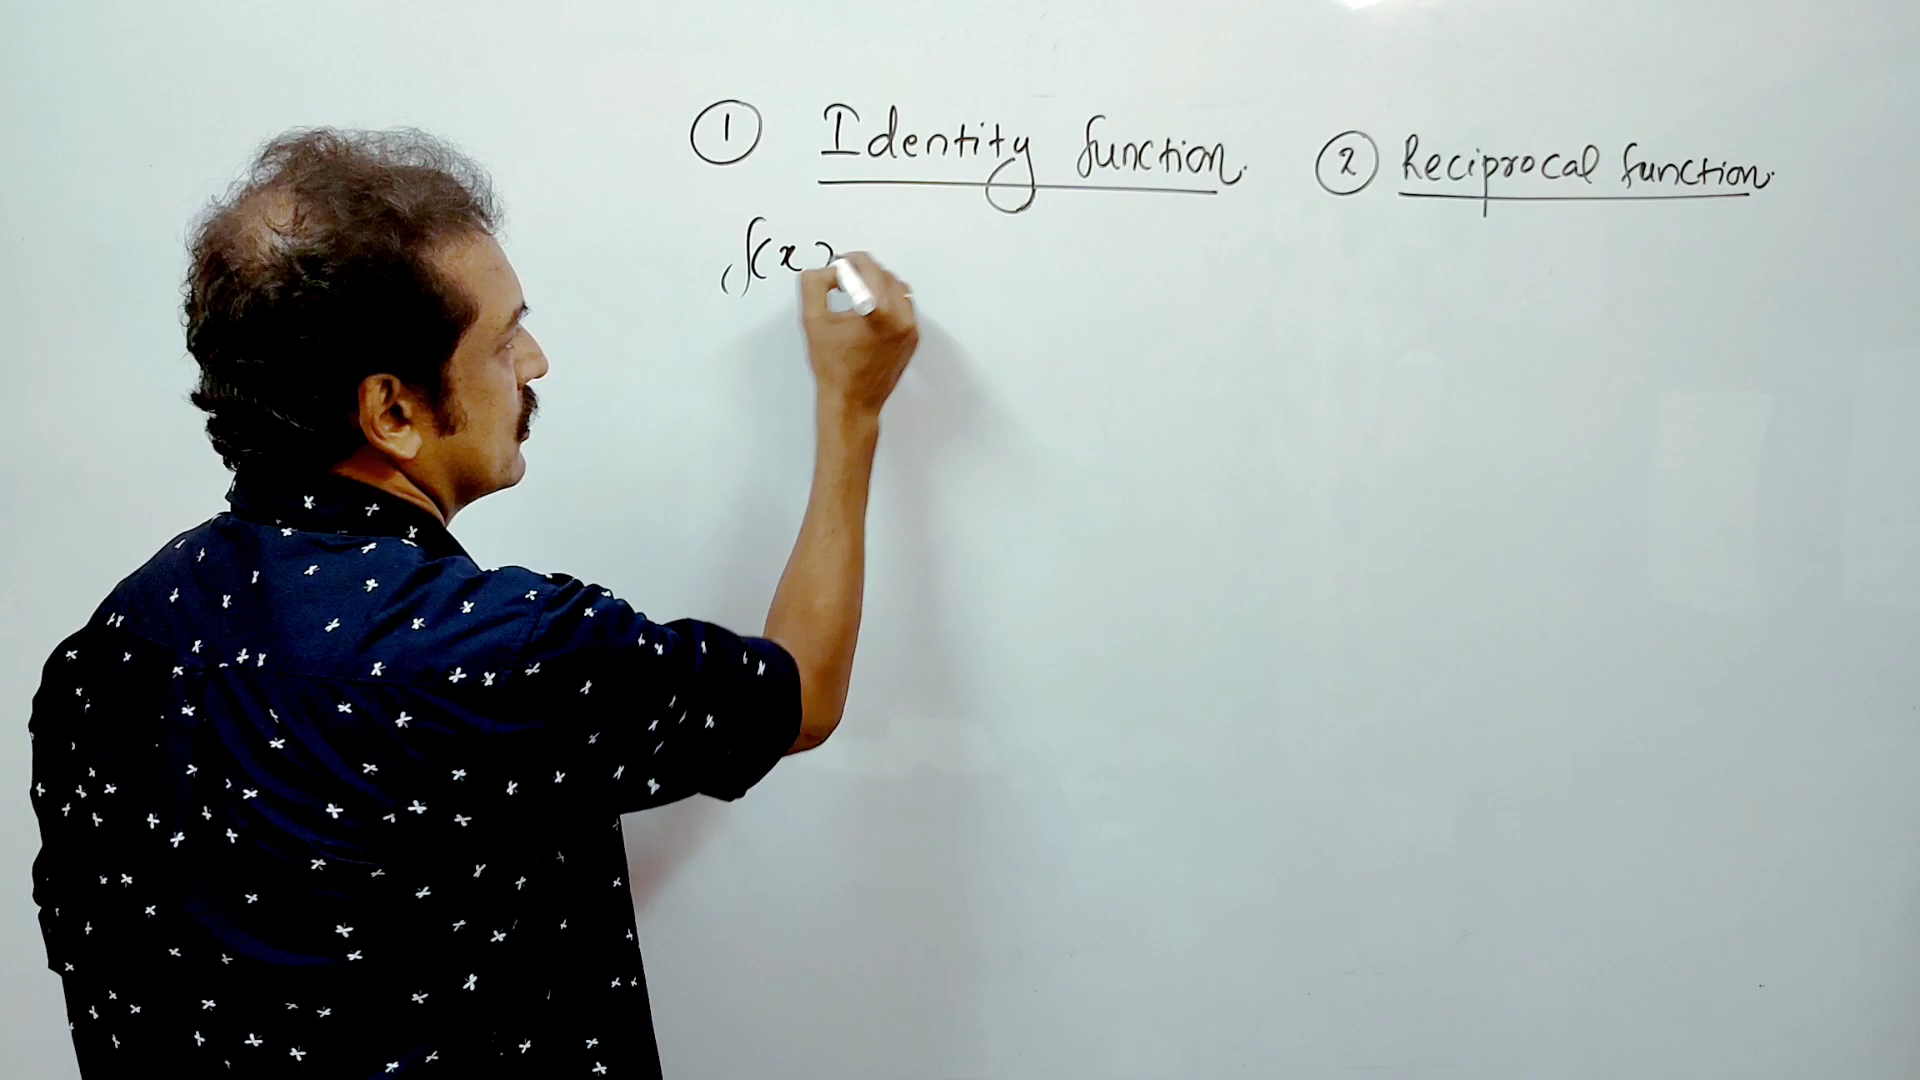 ① Identity function.
② Reciprocal function.
f(x)